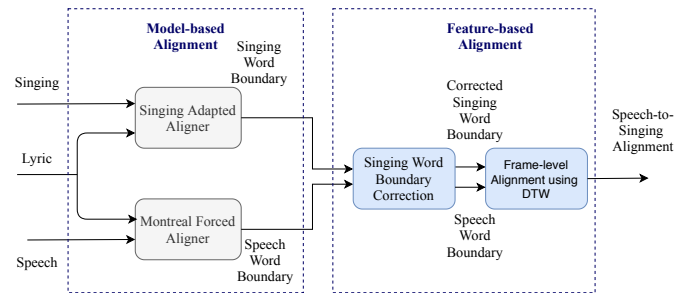 Model-based
Alignment
Feature-based
Alignment
Singing
Word
Boundary
Singing
Singing Adapted
Aligner
Lyric
Montreal Forced
Aligner
Speech
Speech
Word
Boundary
Corrected
Singing
Word
Boundary
Singing Word
Boundary
Correction
Frame-level
Alignment using
DTW
Speech
Word
Boundary
Speech-to-
Singing
Alignment